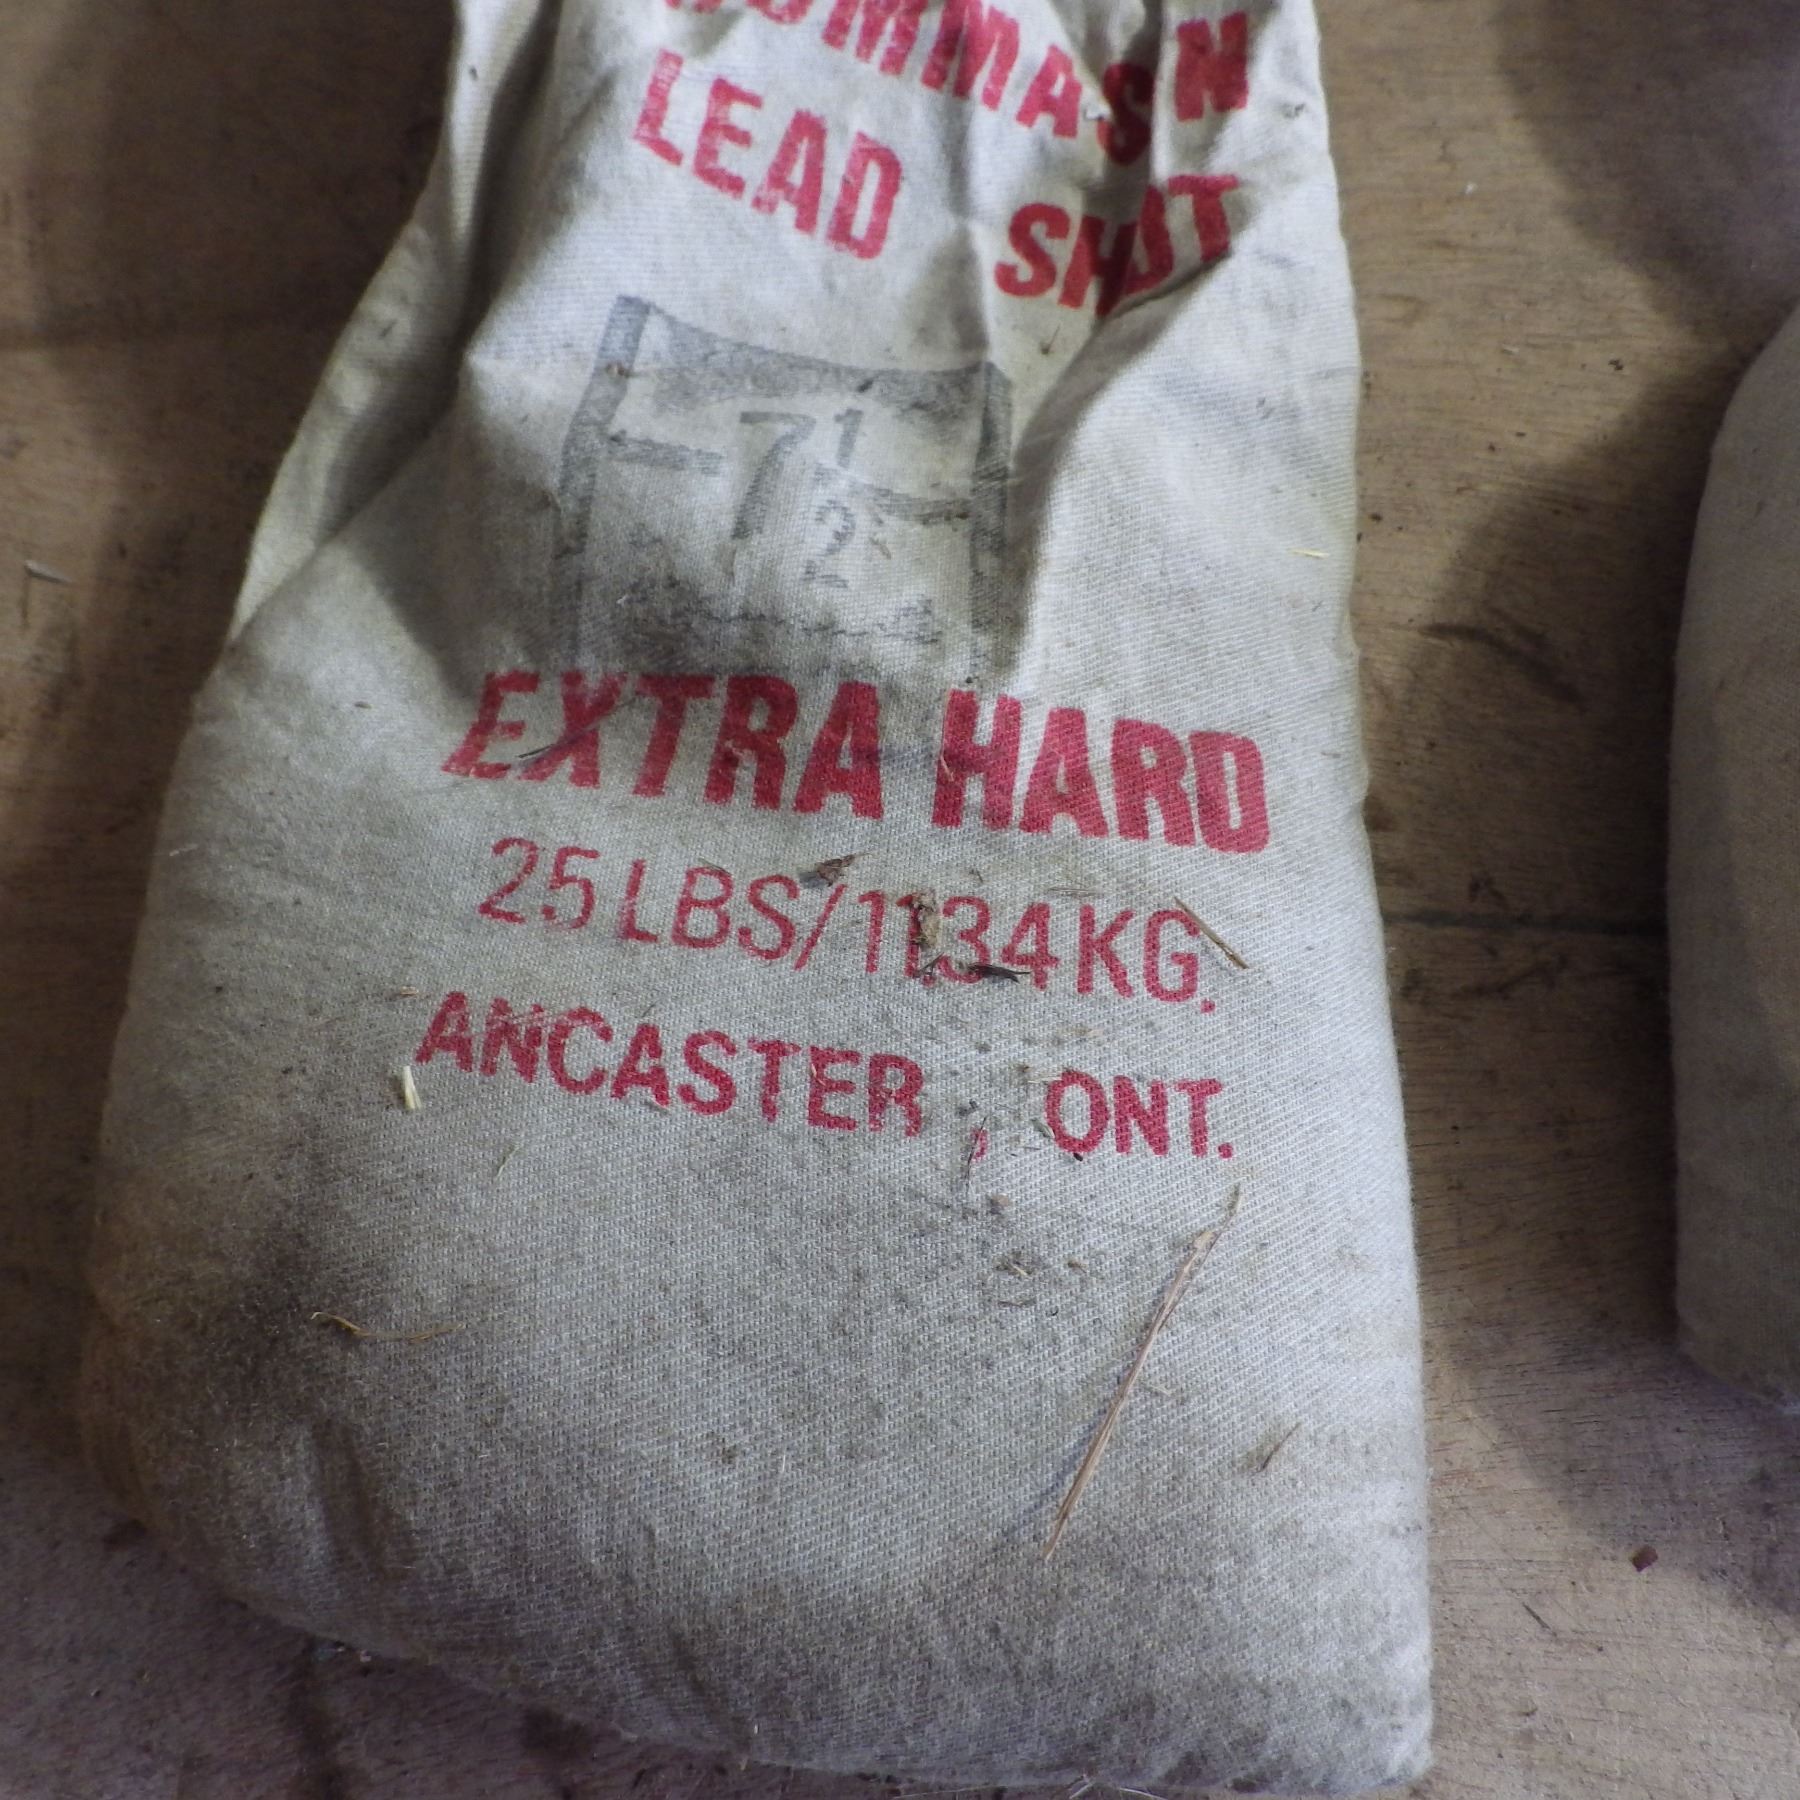 LEAD SHOT
7 1/2
EXTRA HARD
25 LBS/11.34 KG.
ANCASTER, ONT.